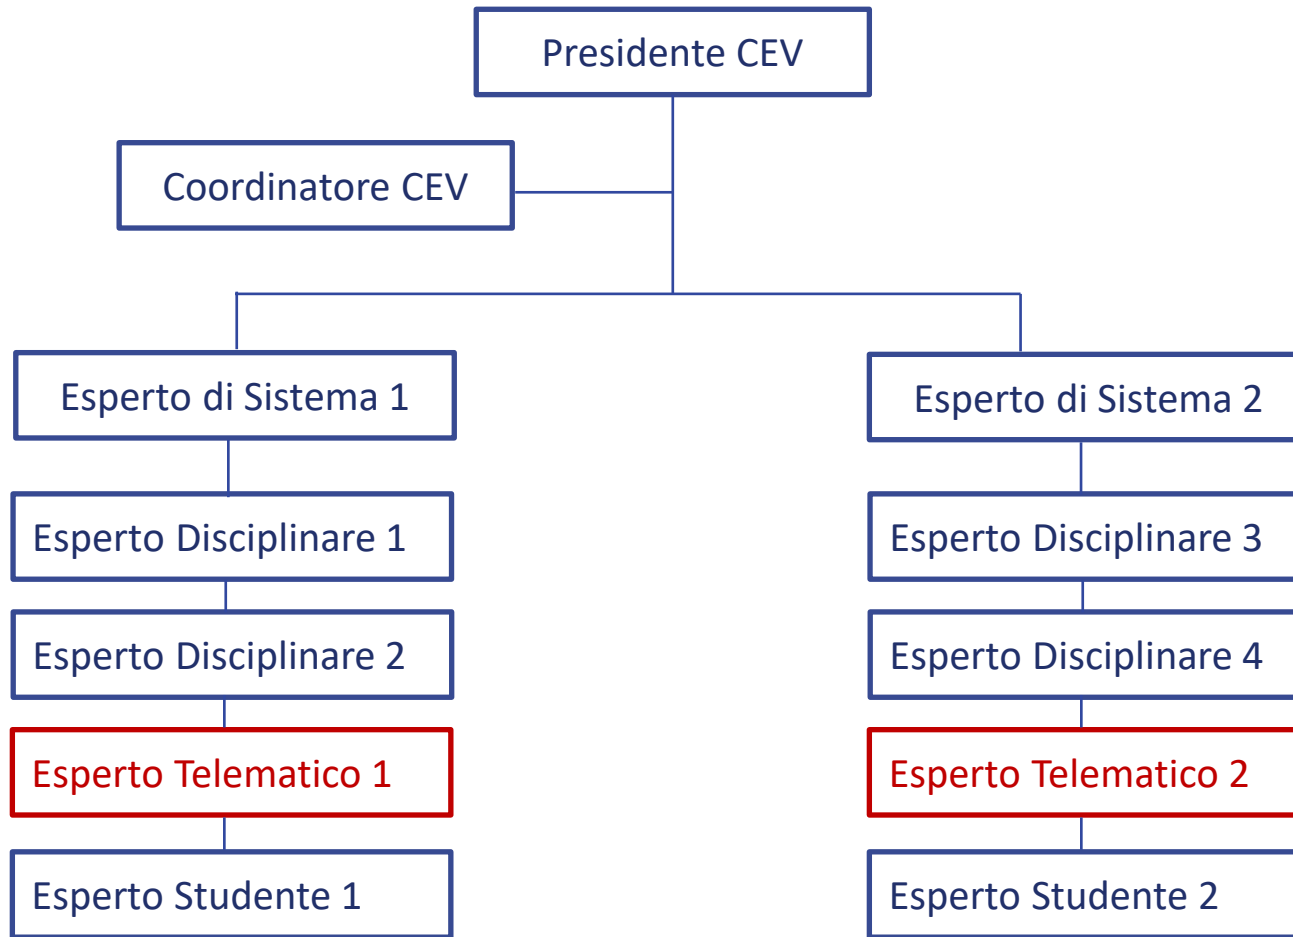 Presidente CEV
Coordinatore CEV
Esperto di Sistema 1
Esperto Disciplinare 1
Esperto Disciplinare 2
Esperto Telematico 1
Esperto Studente 1
Esperto di Sistema 2
Esperto Disciplinare 3
Esperto Disciplinare 4
Esperto Telematico 2
Esperto Studente 2